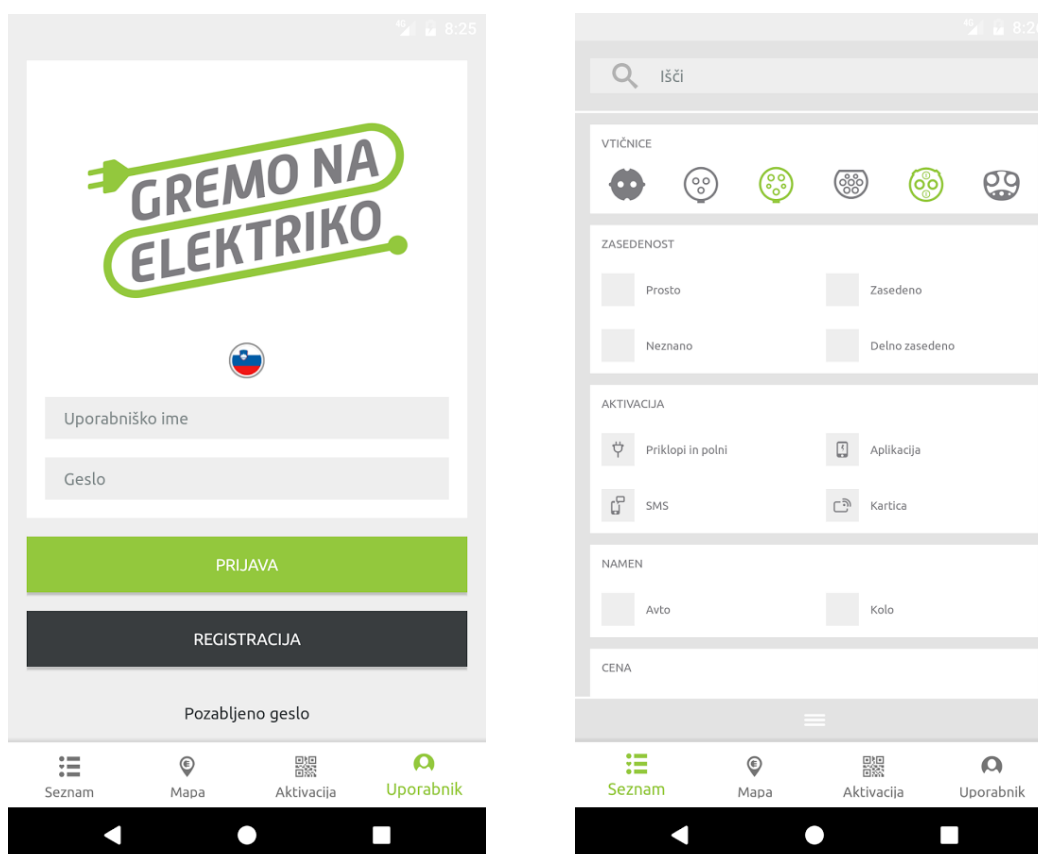 8:25
GREMO NA
ELEKTRIKO
Uporabniško ime
Geslo
PRIJAVA
REGISTRACIJA
Pozabljeno geslo
Seznam
Mapa
Aktivacija
Uporabnik
Išči
VTIČNICE
ZASEDENOST
Prosto
Zasedeno
Neznano
Delno zasedeno
AKTIVACIJA
Priklopi in polni
Aplikacija
SMS
Kartica
NAMEN
Avto
Kolo
CENA
Seznam
Mapa
Aktivacija
Uporabnik